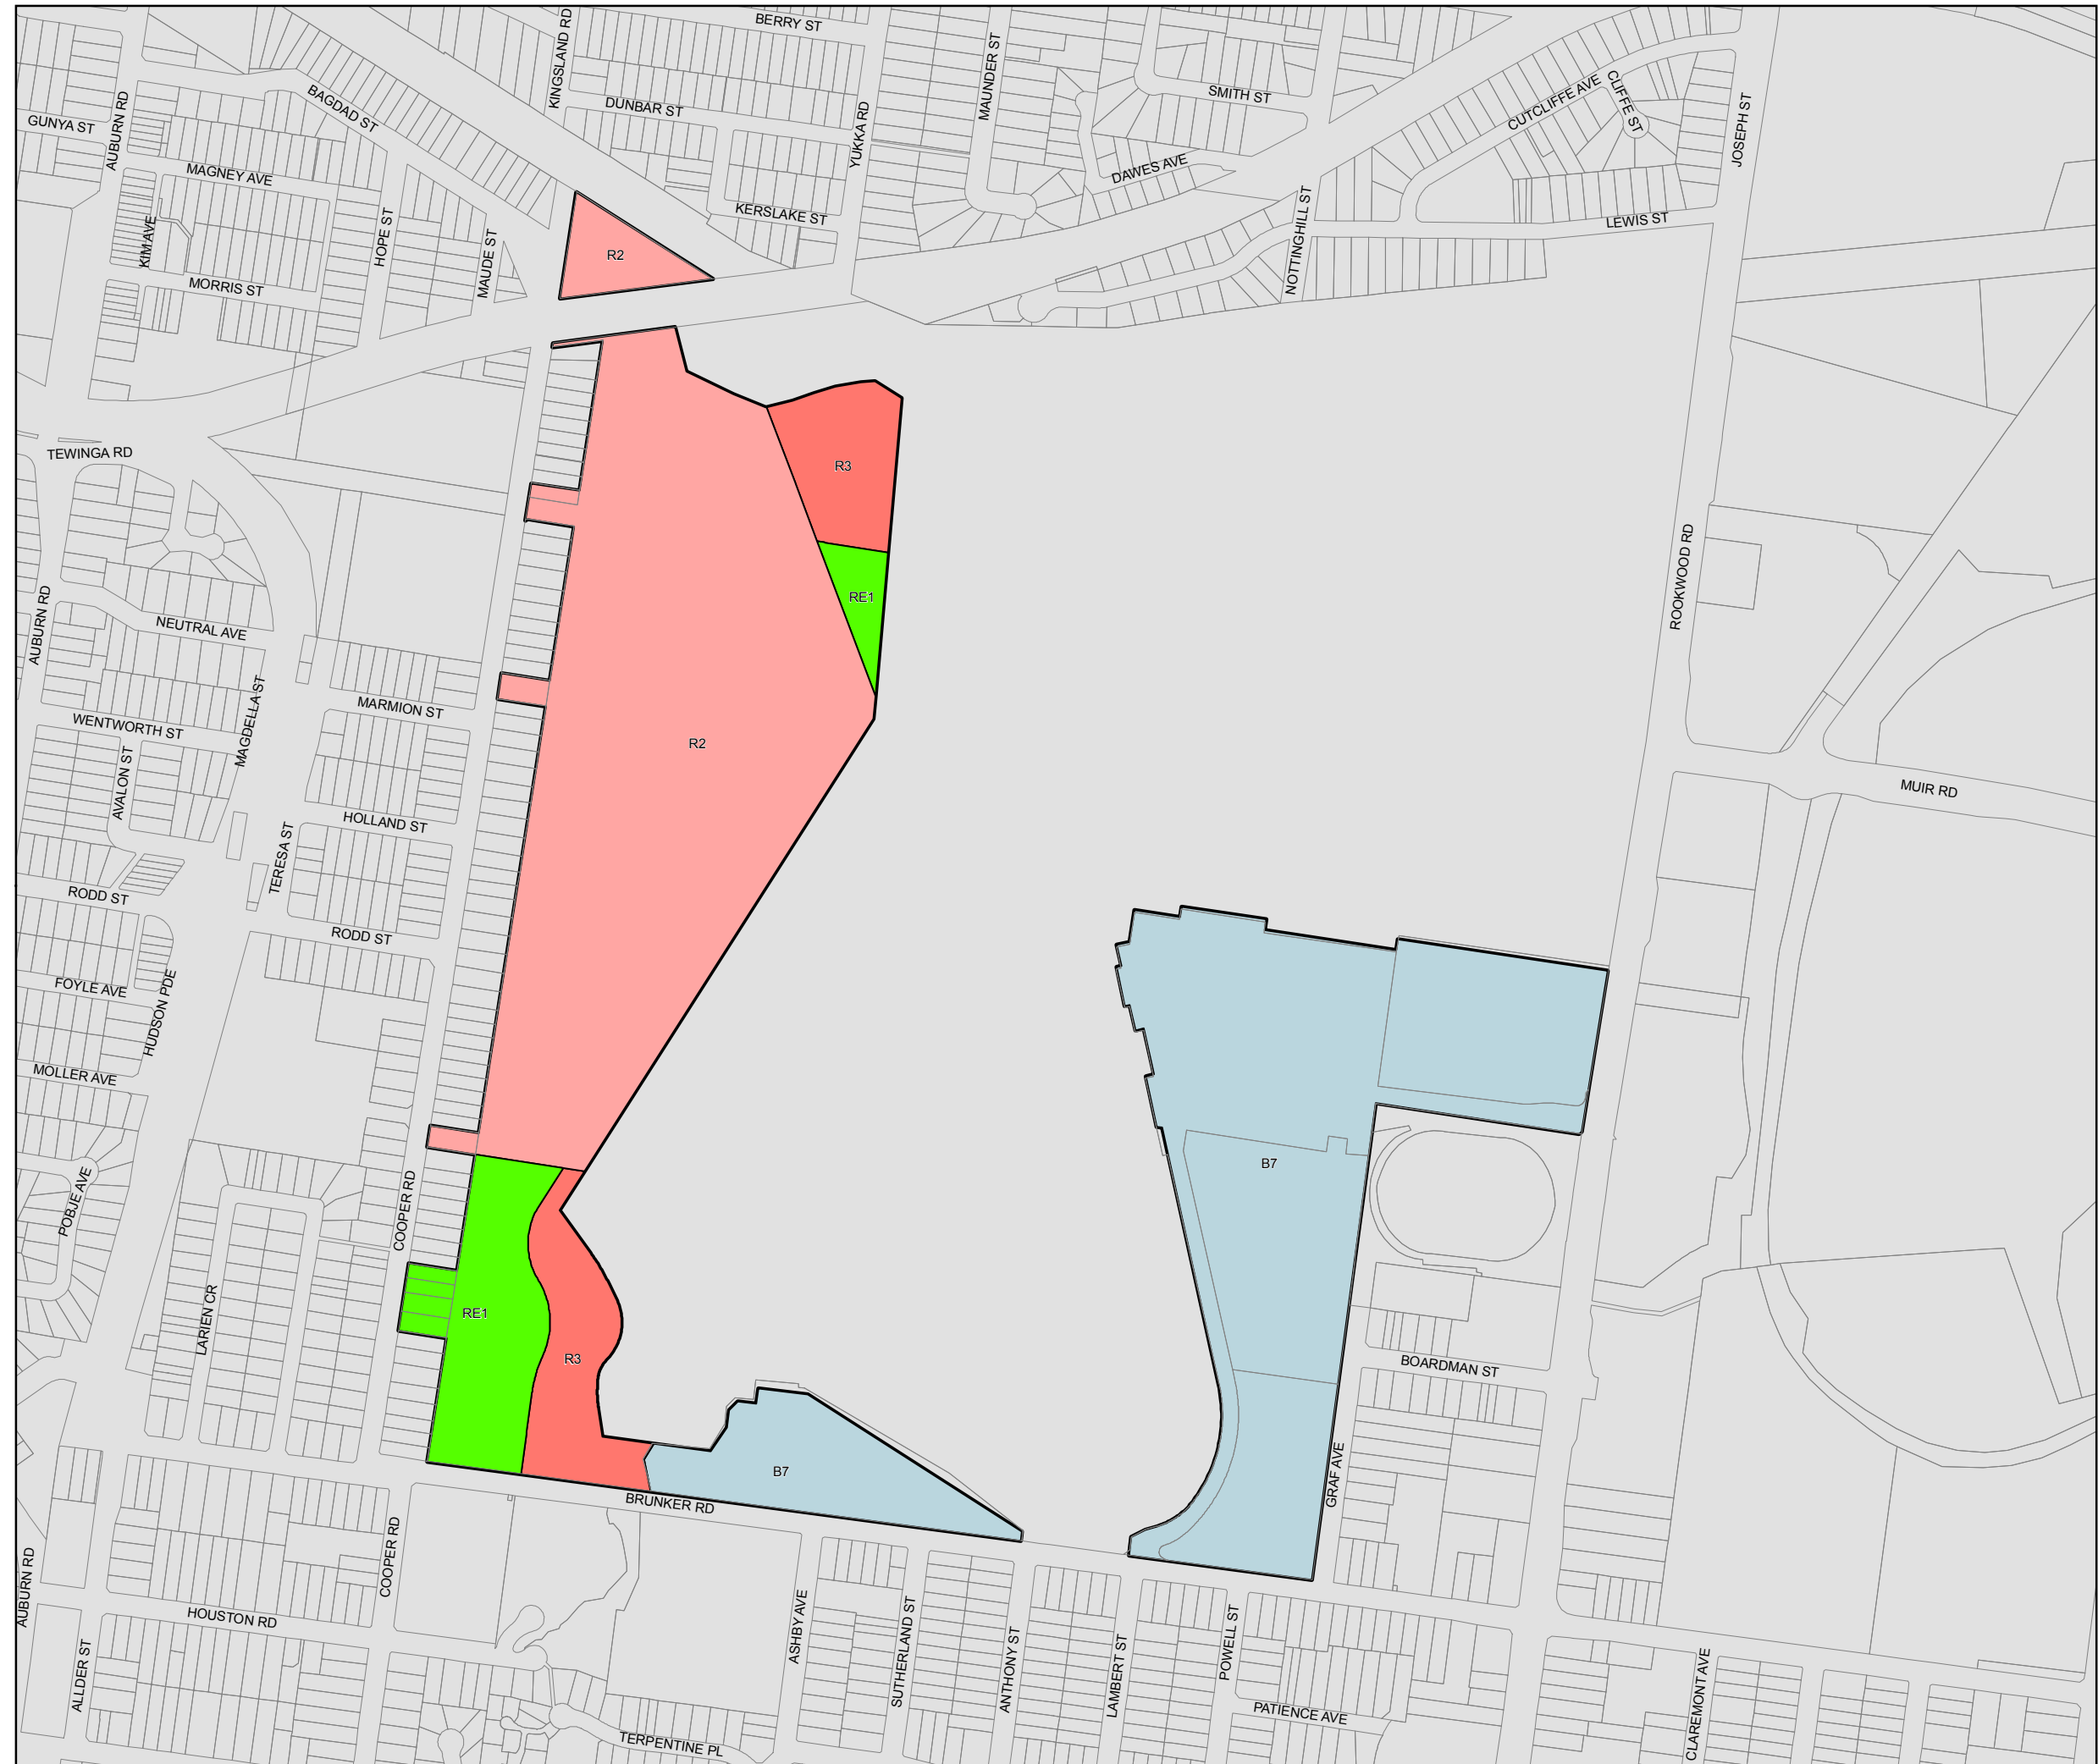 BERRY ST
KINGSLAND RD
MAUNDER ST
SMITH ST
CUTCLIFFE AVE
CLIFFE ST
BAGDAD ST
DUNBAR ST
GUNYA ST
AUBURN RD
YUKKA RD
JOSEPH ST
DAWES AVE
MAGNEY AVE
KERSLAKE ST
LEWIS ST
KIM AVE
HOPE ST
MAUDE ST
R2
NOTTINGHILL ST
MORRIS ST
TEWINGA RD
R3
ROOKWOOD RD
RE1
AUBURN RD
NEUTRAL AVE
MARMION ST
MAGDELLA ST
WENTWORTH ST
R2
AVALON ST
MUIR RD
HOLLAND ST
TERESA ST
RODD ST
RODD ST
FOYLE AVE
HUDSON PDE
MOLLER AVE
B7
POBJE AVE
COOPER RD
LARIEN CR
RE1
R3
BOARDMAN ST
B7
GRAF AVE
BRUNKER RD
COOPER RD
AUBURN RD
HOUSTON RD
ALLDER ST
ASHBY AVE
SUTHERLAND ST
ANTHONY ST
LAMBERT ST
POWELL ST
PATIENCE AVE
CLAREMONT AVE
TERPENTINE PL